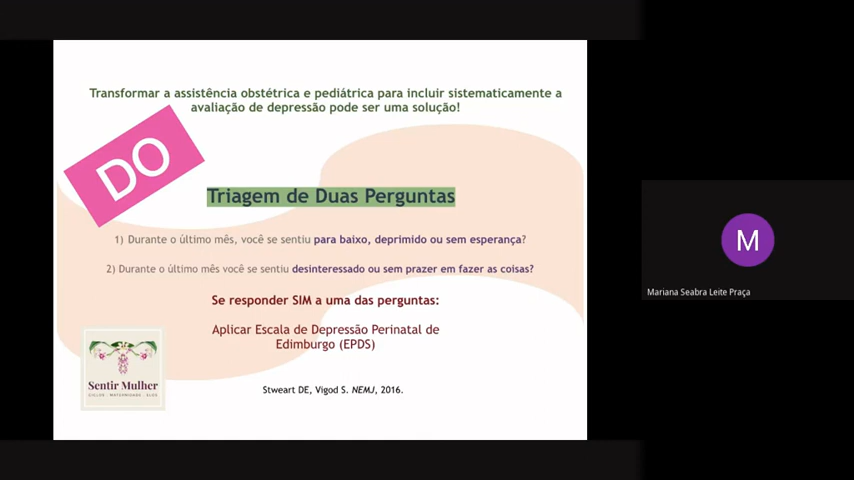 Transformar a assistência obstétrica e pediátrica para incluir sistematicamente a
avaliação de depressão pode ser uma solução!
DO
Triagem de Duas Perguntas
1) Durante o último mês, você se sentiu para baixo, deprimido ou sem esperança?
2) Durante o último mês você se sentiu desinteressado ou sem prazer em fazer as coisas?
Se responder SIM a uma das perguntas:
Aplicar Escala de Depressão Perinatal de
Edimburgo (EPDS)
Sentir Mulher
CICLOS · MATERNIDADE · ELOS
Stweart DE, Vigod S. NEMJ, 2016.
M
Mariana Seabra Leite Praça